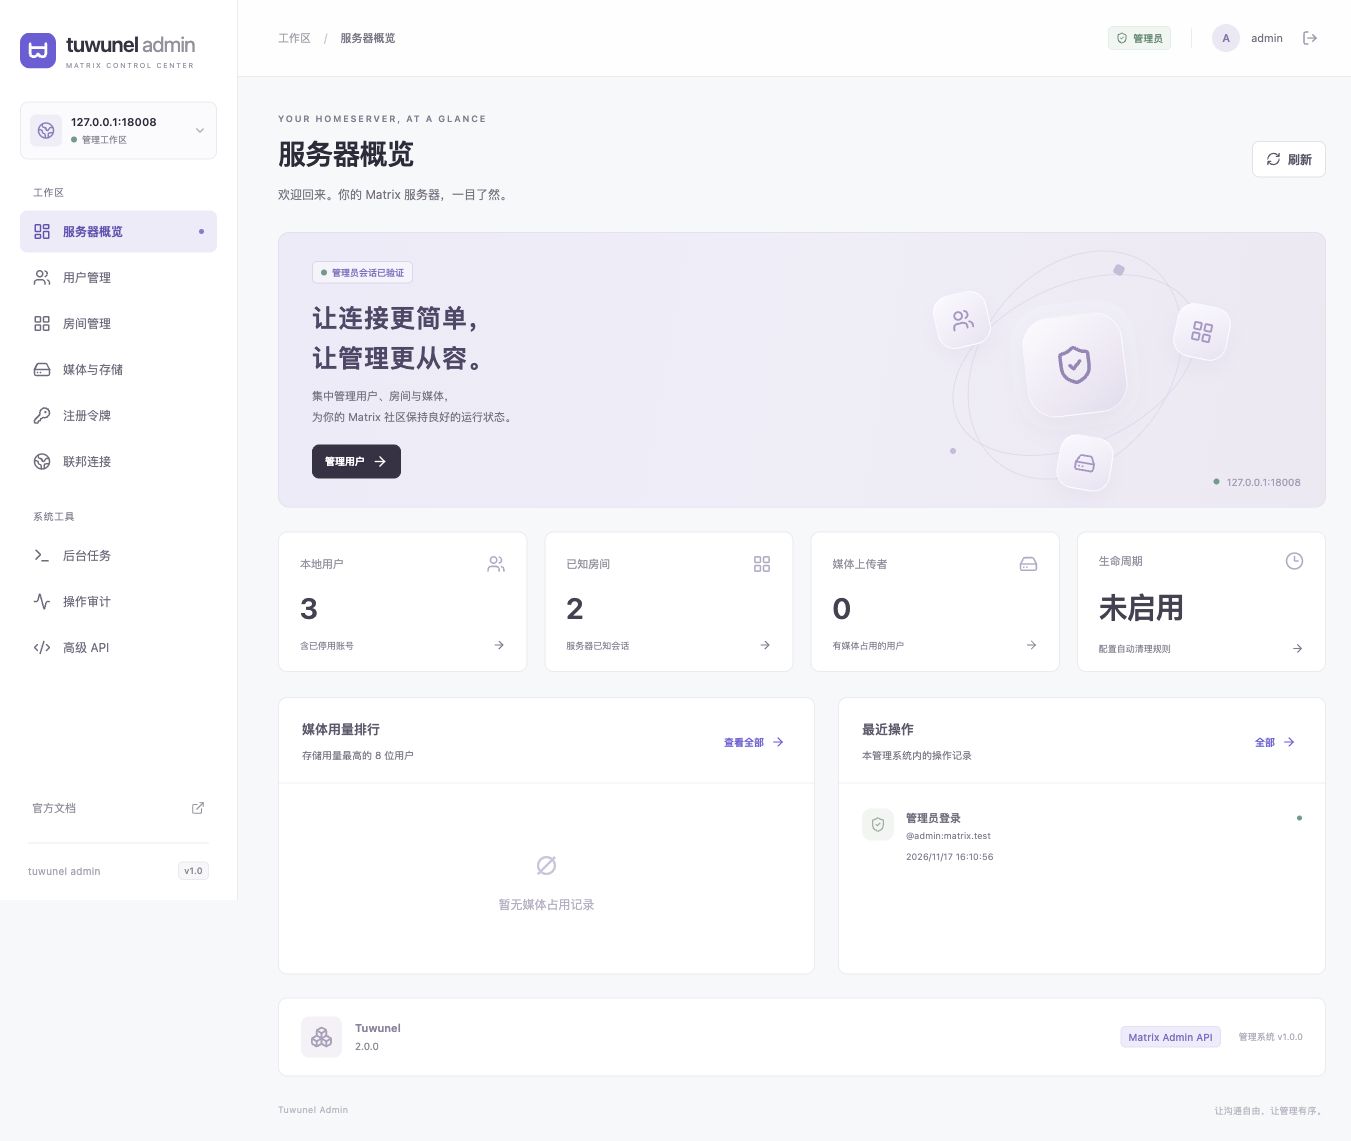 tuwunel admin
MATRIX CONTROL CENTER
127.0.0.1:18008
管理工作区
工作区
服务器概览
用户管理
房间管理
媒体与存储
注册令牌
联邦连接
系统工具
后台任务
操作审计
高级 API
官方文档
tuwunel admin
v1.0
工作区 / 服务器概览
管理员
A
admin
YOUR HOMESERVER, AT A GLANCE
服务器概览
欢迎回来。你的 Matrix 服务器，一目了然。
刷新
管理员会话已验证
让连接更简单，
让管理更从容。
集中管理用户、房间与媒体，
为你的 Matrix 社区保持良好的运行状态。
管理用户
127.0.0.1:18008
本地用户
3
含已停用账号
已知房间
2
服务器已知会话
媒体上传者
0
有媒体占用的用户
生命周期
未启用
配置自动清理规则
媒体用量排行
存储用量最高的 8 位用户
查看全部
暂无媒体占用记录
最近操作
本管理系统内的操作记录
全部
管理员登录
@admin:matrix.test
2026/11/17 16:10:56
Tuwunel
2.0.0
Matrix Admin API
管理系统 v1.0.0
Tuwunel Admin
让沟通自由，让管理有序。